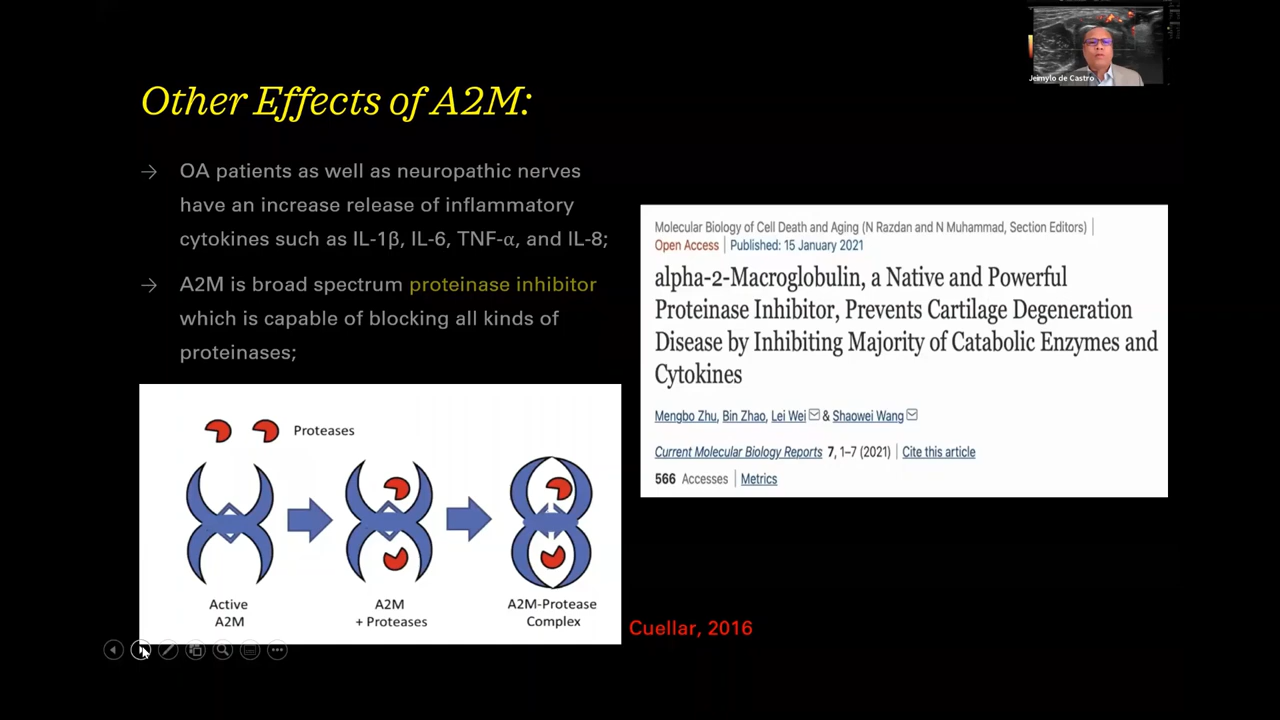 Jeimylo de Castro
Other Effects of A2M:
→ OA patients as well as neuropathic nerves
have an increase release of inflammatory
cytokines such as IL-1β, IL-6, TNF-α, and IL-8;
→ A2M is broad spectrum proteinase inhibitor
which is capable of blocking all kinds of
proteinases;
Proteases
Active
A2M
A2M
+ Proteases
A2M-Protease
Complex
Molecular Biology of Cell Death and Aging (N Razdan and N Muhammad, Section Editors) |
Open Access | Published: 15 January 2021
alpha-2-Macroglobulin, a Native and Powerful
Proteinase Inhibitor, Prevents Cartilage Degeneration
Disease by Inhibiting Majority of Catabolic Enzymes and
Cytokines
Mengbo Zhu, Bin Zhao, Lei Wei & Shaowei Wang
Current Molecular Biology Reports 7, 1–7 (2021) | Cite this article
566 Accesses | Metrics
Cuellar, 2016